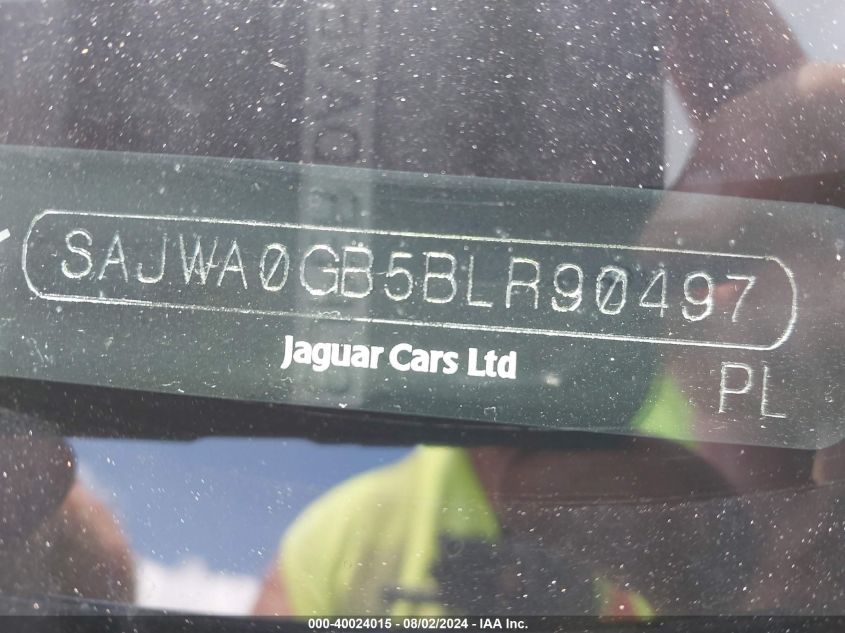 SAJWA0GB5BLR90497
Jaguar Cars Ltd
PL
000-40024015 - 08/02/2024 - IAA Inc.